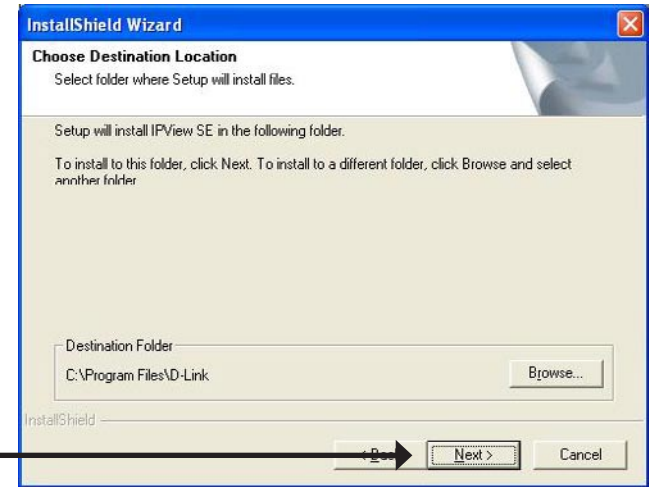 InstallShield Wizard
Choose Destination Location
Select folder where Setup will install files.
Setup will install IPView SE in the following folder.
To install to this folder, click Next. To install to a different folder, click Browse and select
another folder
Destination Folder
C:\Program Files\D-Link
Browse...
InstallShield
Next >
Cancel